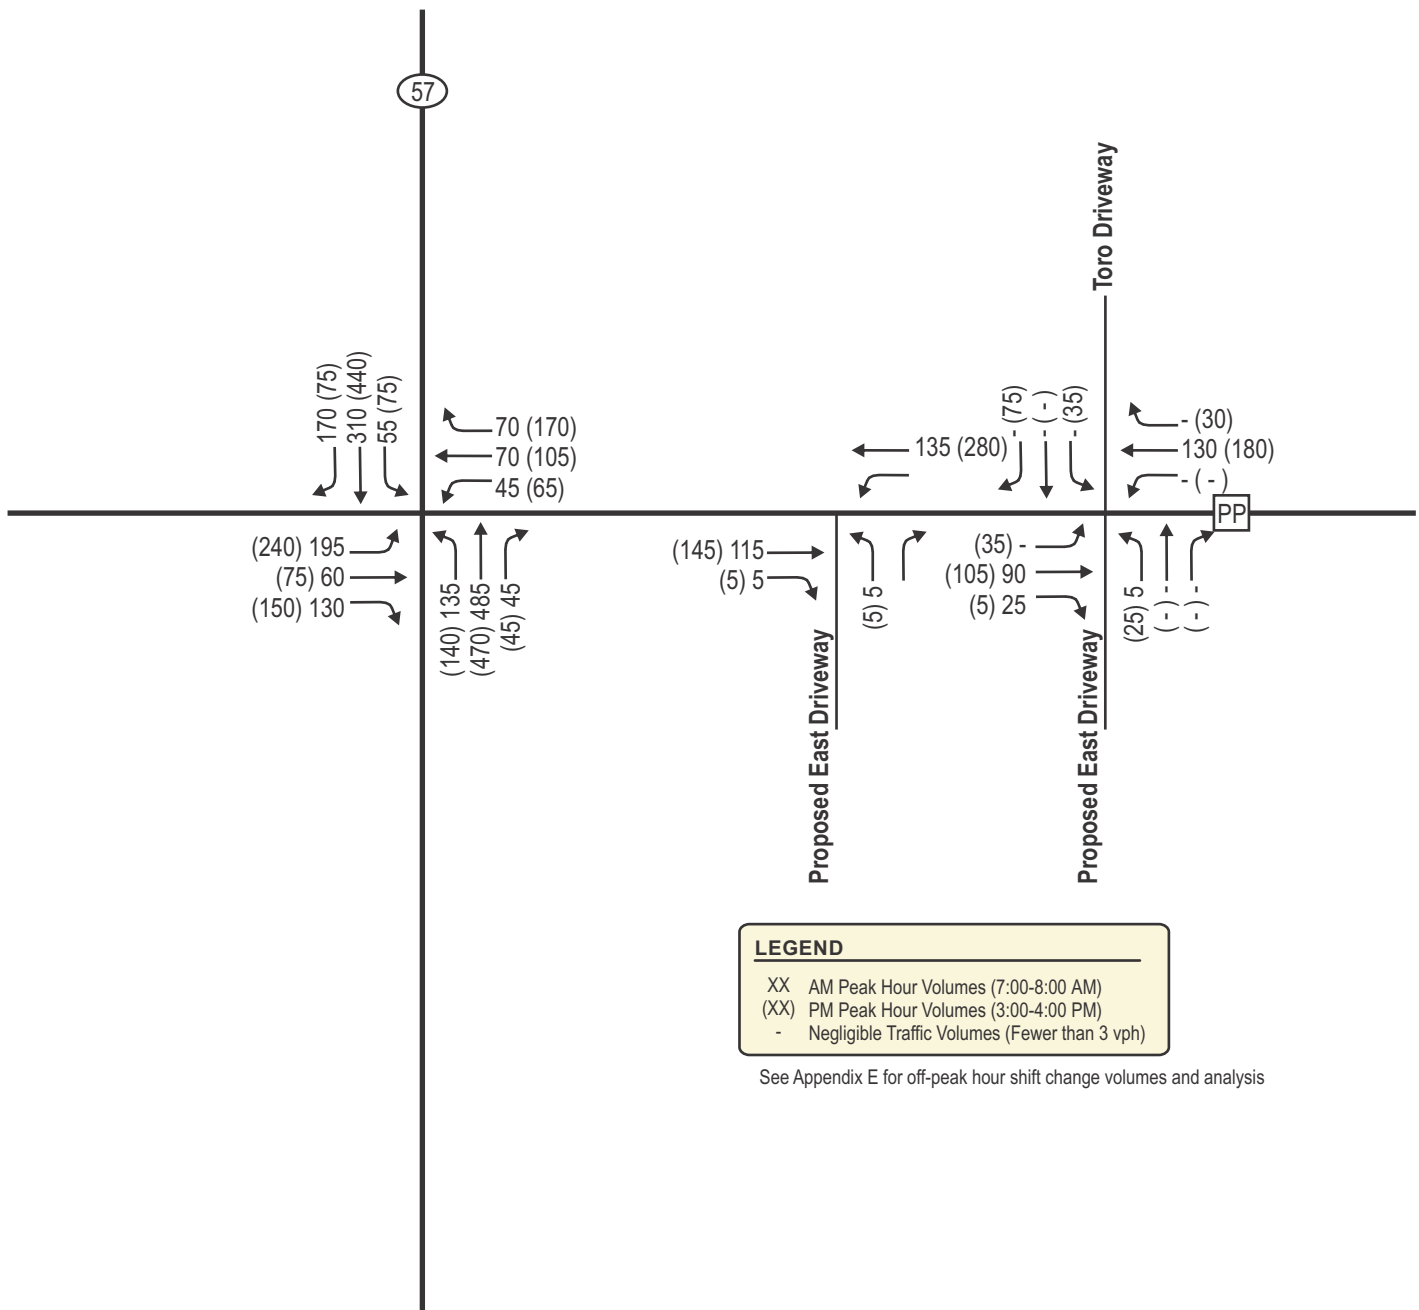 57
Toro Driveway
170 (75)
310 (440)
55 (75)
70 (170)
70 (105)
45 (65)
(240) 195
(75) 60
(150) 130
(140) 135
(470) 485
(45) 45
135 (280)
(145) 115
(5) 5
(5) 5
- (75)
- ( - )
- (35)
- (30)
130 (180)
- ( - )
PP
(35) -
(105) 90
(5) 25
(25) 5
( - ) -
( - ) -
Proposed East Driveway
Proposed East Driveway
LEGEND
XX AM Peak Hour Volumes (7:00-8:00 AM)
(XX) PM Peak Hour Volumes (3:00-4:00 PM)
- Negligible Traffic Volumes (Fewer than 3 vph)
See Appendix E for off-peak hour shift change volumes and analysis